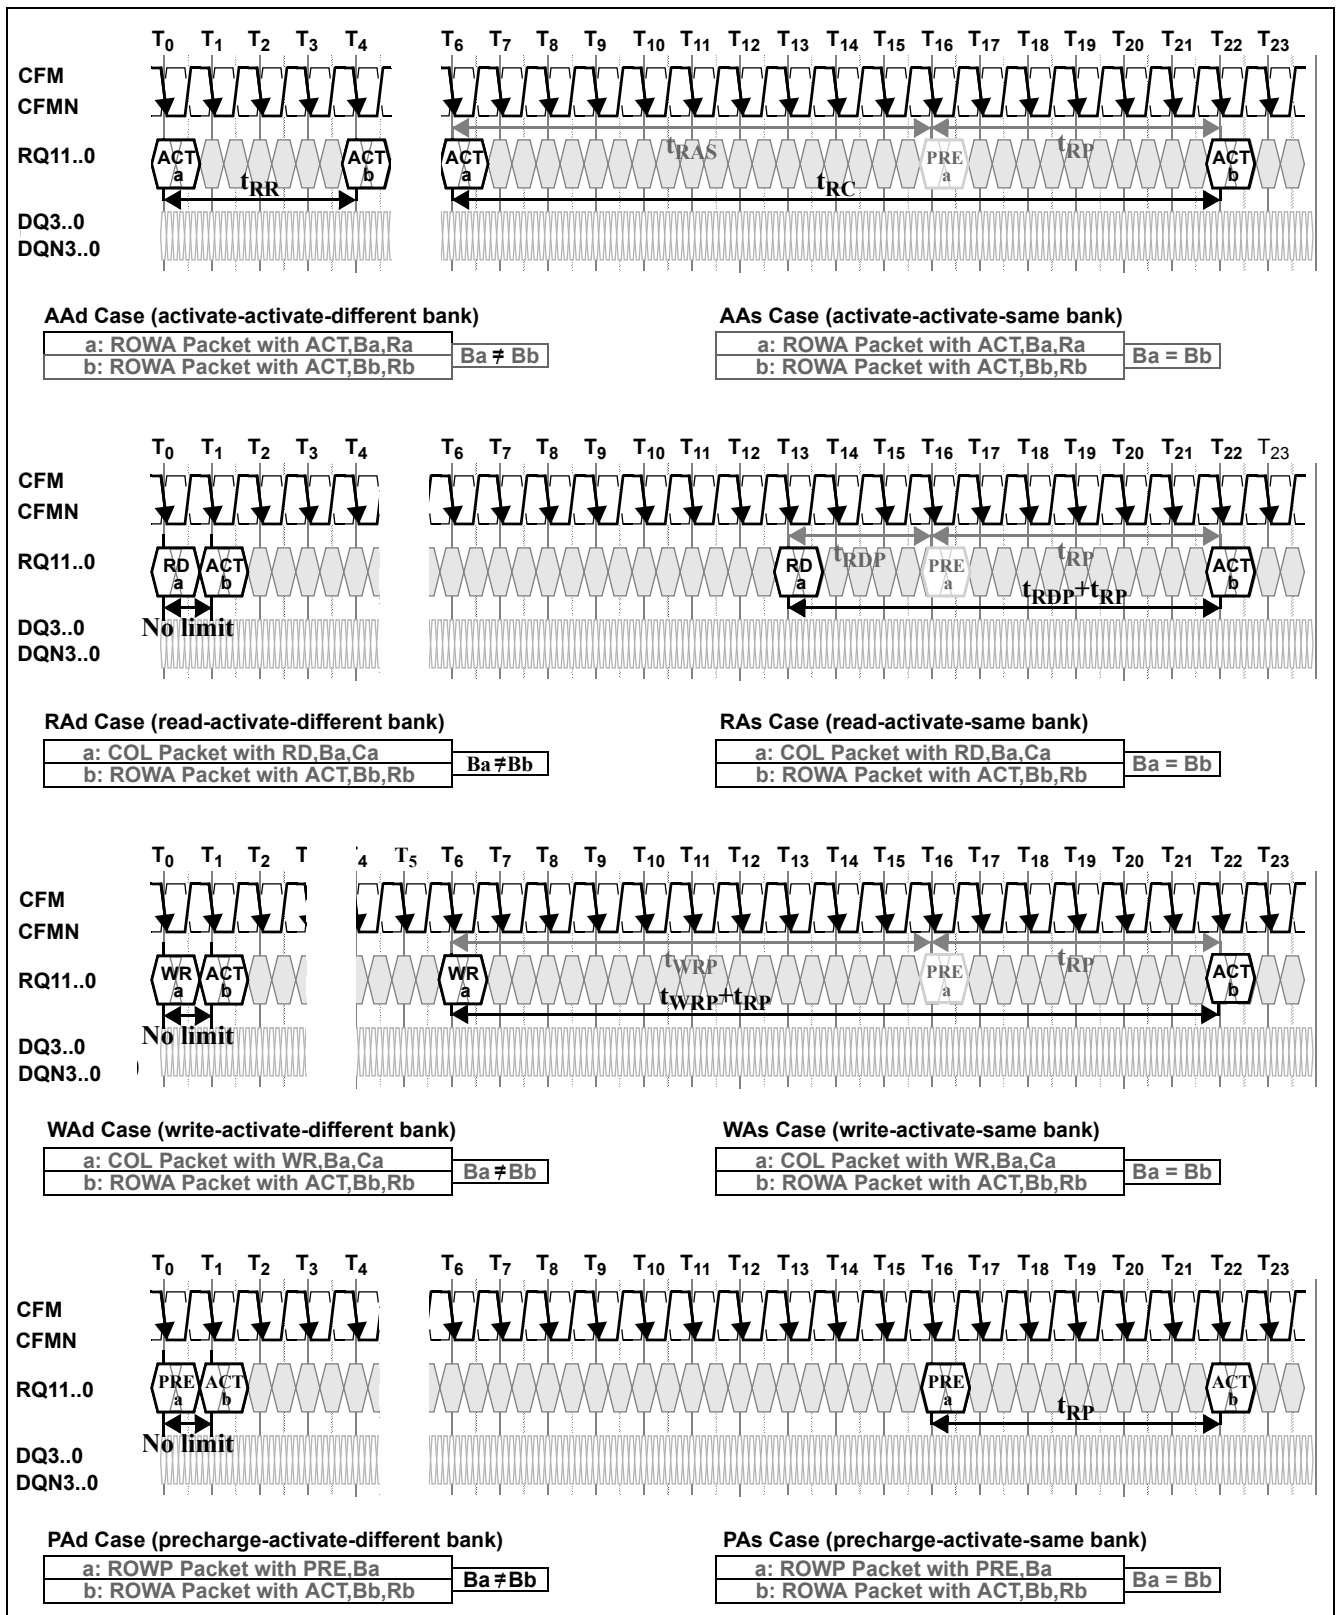 T0 T1 T2 T3 T4 T6 T7 T8 T9 T10 T11 T12 T13 T14 T15 T16 T17 T18 T19 T20 T21 T22 T23
CFM
CFMN
tRAS tRP
RQ11..0 ACT a ACT b ACT a PRE a ACT b
tRR tRC
DQ3..0
DQN3..0
AAd Case (activate-activate-different bank) AAs Case (activate-activate-same bank)
a: ROWA Packet with ACT,Ba,Ra a: ROWA Packet with ACT,Ba,Ra
Ba ≠ Bb Ba = Bb
b: ROWA Packet with ACT,Bb,Rb b: ROWA Packet with ACT,Bb,Rb
T0 T1 T2 T3 T4 T6 T7 T8 T9 T10 T11 T12 T13 T14 T15 T16 T17 T18 T19 T20 T21 T22 T23
CFM
CFMN
tRDP tRP
RQ11..0 RD a ACT b RD a PRE a ACT b
tRDP+tRP
No limit
DQ3..0
DQN3..0
RAd Case (read-activate-different bank) RAs Case (read-activate-same bank)
a: COL Packet with RD,Ba,Ca a: COL Packet with RD,Ba,Ca
Ba≠Bb Ba = Bb
b: ROWA Packet with ACT,Bb,Rb b: ROWA Packet with ACT,Bb,Rb
T0 T1 T2 T 4 T5 T6 T7 T8 T9 T10 T11 T12 T13 T14 T15 T16 T17 T18 T19 T20 T21 T22 T23
CFM
CFMN
tWRP tRP
RQ11..0 WR a ACT b WR a PRE a ACT b
tWRP+tRP
No limit
DQ3..0
DQN3..0 )
WAd Case (write-activate-different bank) WAs Case (write-activate-same bank)
a: COL Packet with WR,Ba,Ca a: COL Packet with WR,Ba,Ca
Ba≠Bb Ba = Bb
b: ROWA Packet with ACT,Bb,Rb b: ROWA Packet with ACT,Bb,Rb
T0 T1 T2 T3 T4 T6 T7 T8 T9 T10 T11 T12 T13 T14 T15 T16 T17 T18 T19 T20 T21 T22 T23
CFM
CFMN
RQ11..0 PRE a ACT b PRE a ACT b
tRP
No limit
DQ3..0
DQN3..0
PAd Case (precharge-activate-different bank) PAs Case (precharge-activate-same bank)
a: ROWP Packet with PRE,Ba a: ROWP Packet with PRE,Ba
Ba≠Bb Ba = Bb
b: ROWA Packet with ACT,Bb,Rb b: ROWA Packet with ACT,Bb,Rb